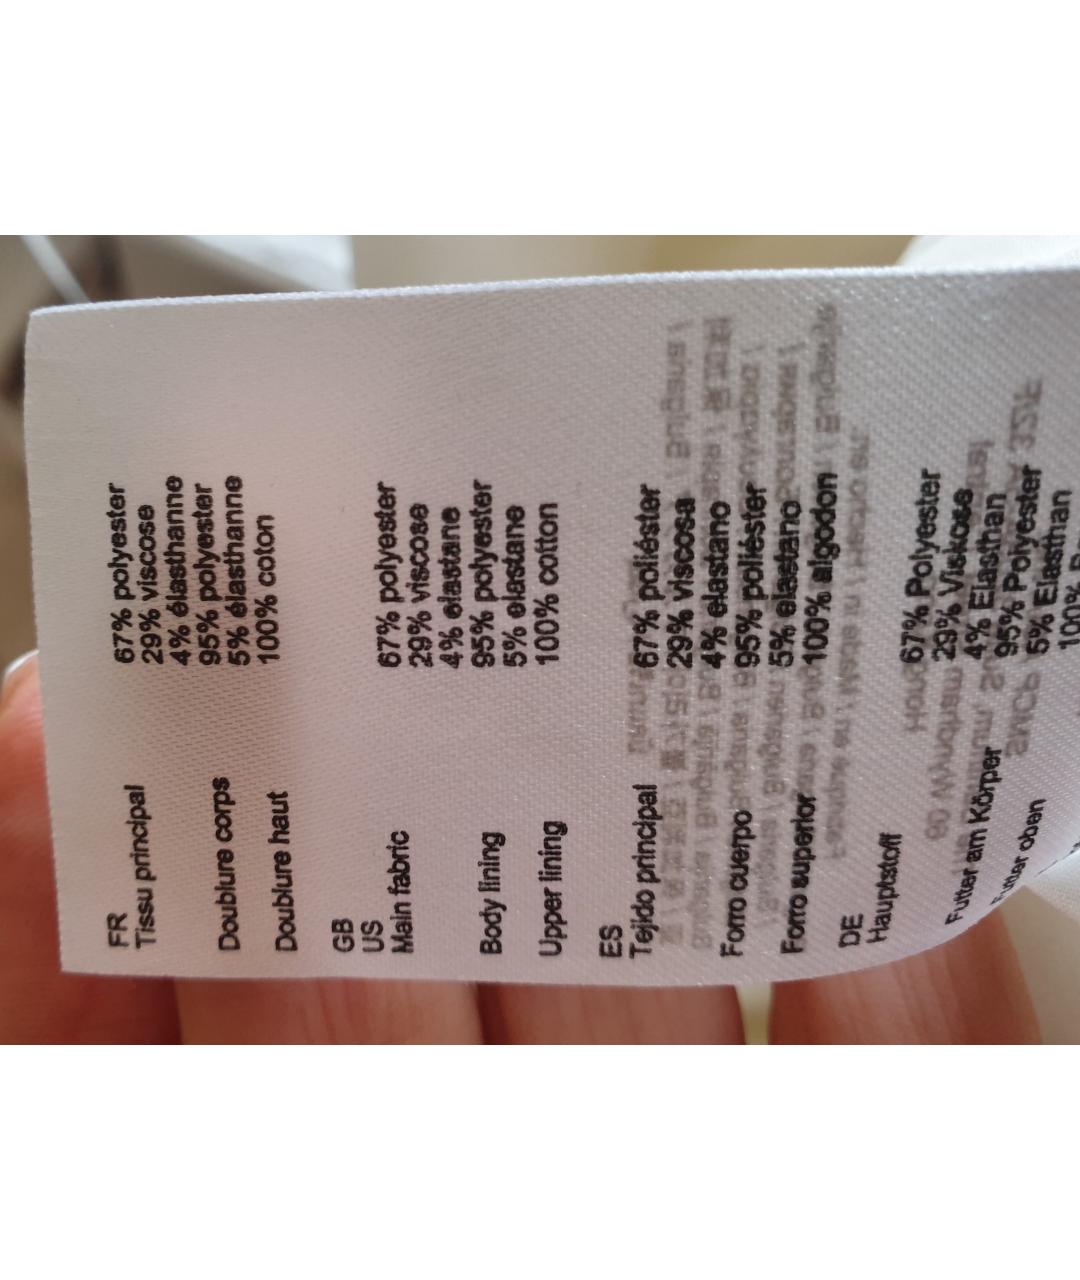 FR
Tissu principal 67% polyester
29% viscose
4% élasthanne
Doublure corps 95% polyester
5% élasthanne
Doublure haut 100% coton
GB
US
Main fabric 67% polyester
29% viscose
4% elastane
Body lining 95% polyester
5% elastane
Upper lining 100% cotton
ES
Tejido principal 67% poliéster
29% viscosa
4% elastano
Forro cuerpo 95% poliéster
5% elastano
Forro superior 100% algodon
DE
Hauptstoff 67% Polyester
29% Viskose
4% Elasthan
Futter am Körper 95% Polyester
5% Elasthan
Futter oben 100%